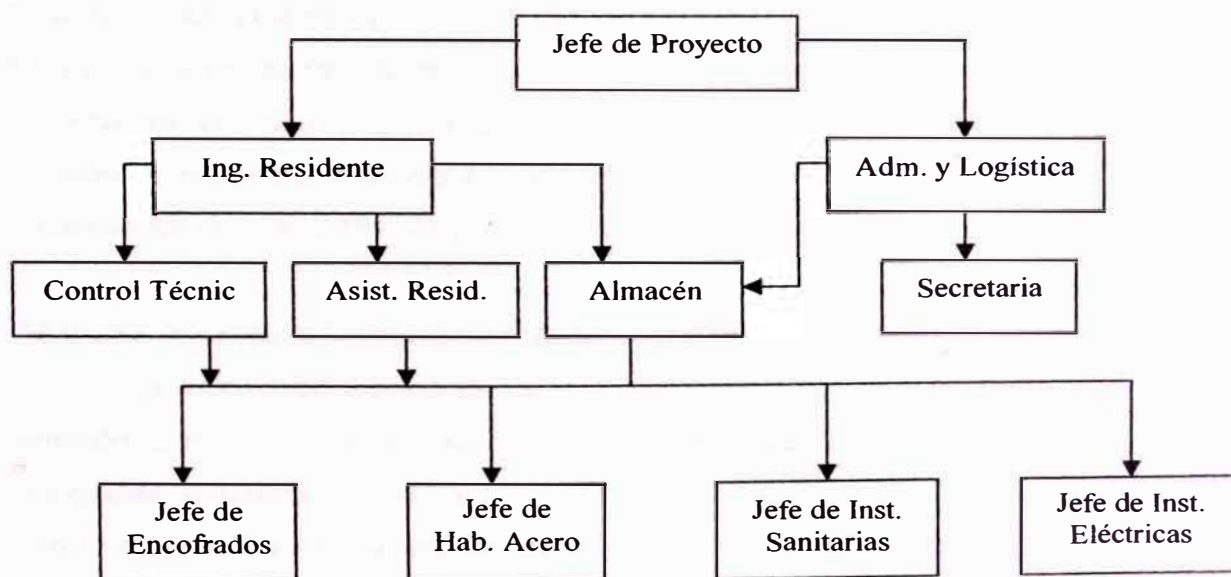 Jefe de Proyecto
Ing. Residente
Adm. y Logística
Control Técnic
Asist. Resid.
Almacén
Secretaria
Jefe de
Encofrados
Jefe de
Hab. Acero
Jefe de Inst.
Sanitarias
Jefe de Inst.
Eléctricas